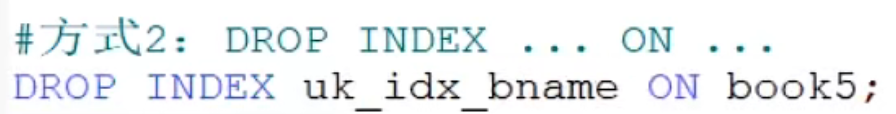 #方式2：DROP INDEX ... ON ...
DROP INDEX uk_idx_bname ON book5;